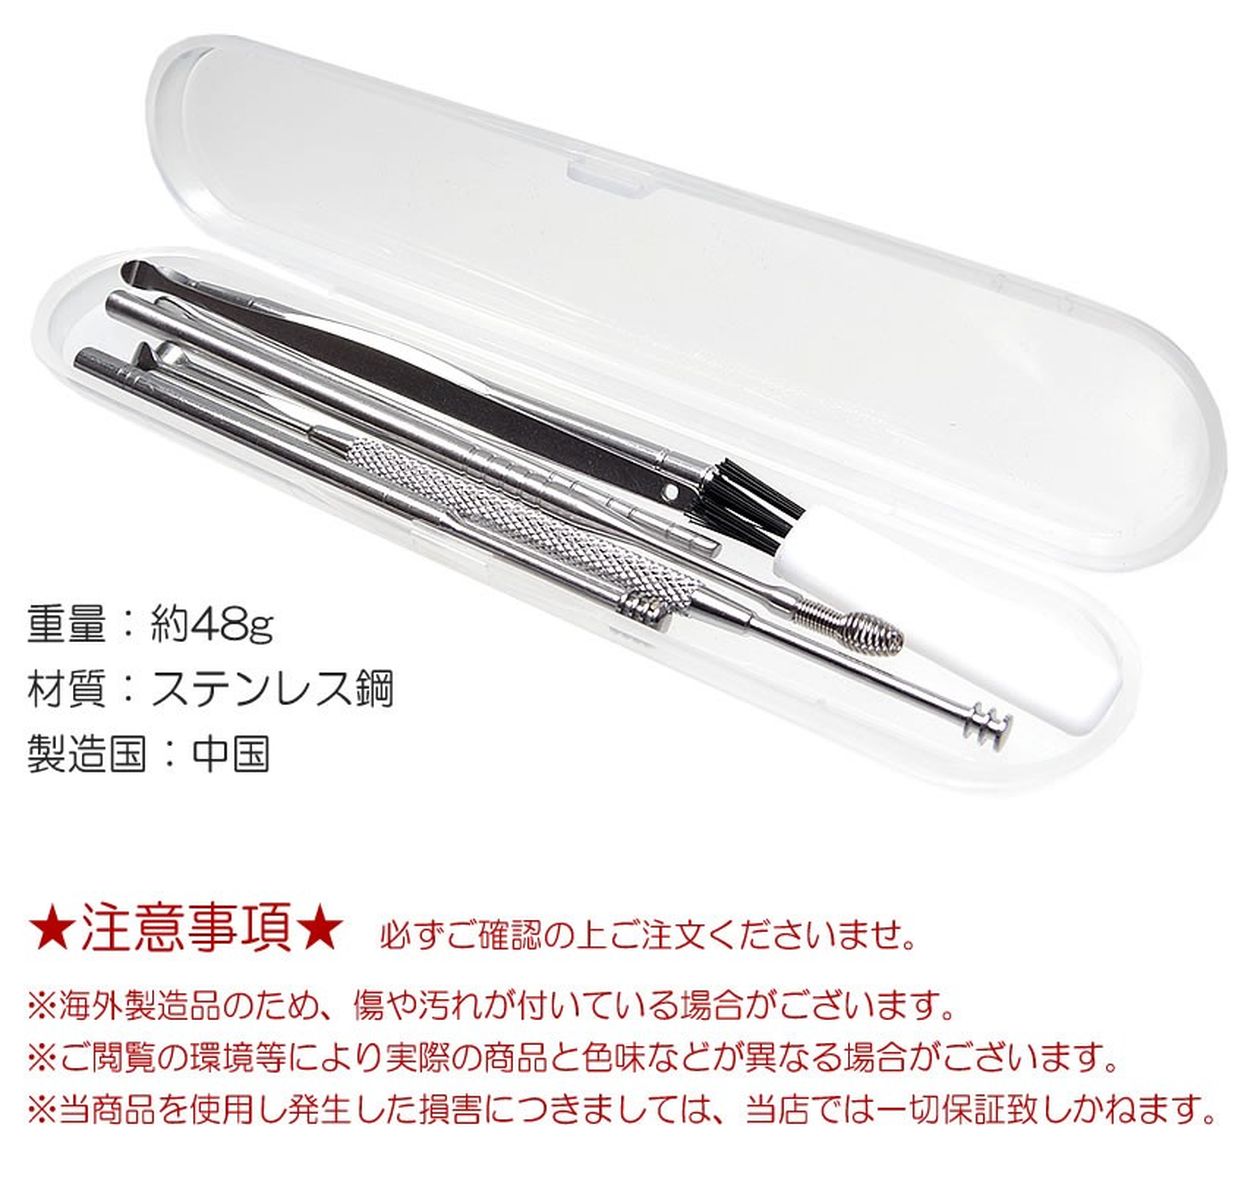 重量：約48g
材質：ステンレス鋼
製造国：中国
★注意事項★ 必ずご確認の上ご注文くださいませ。
※海外製造品のため、傷や汚れが付いている場合がございます。
※ご閲覧の環境等により実際の商品と色味などが異なる場合がございます。
※当商品を使用し発生した損害につきましては、当店では一切保証致しかねます。